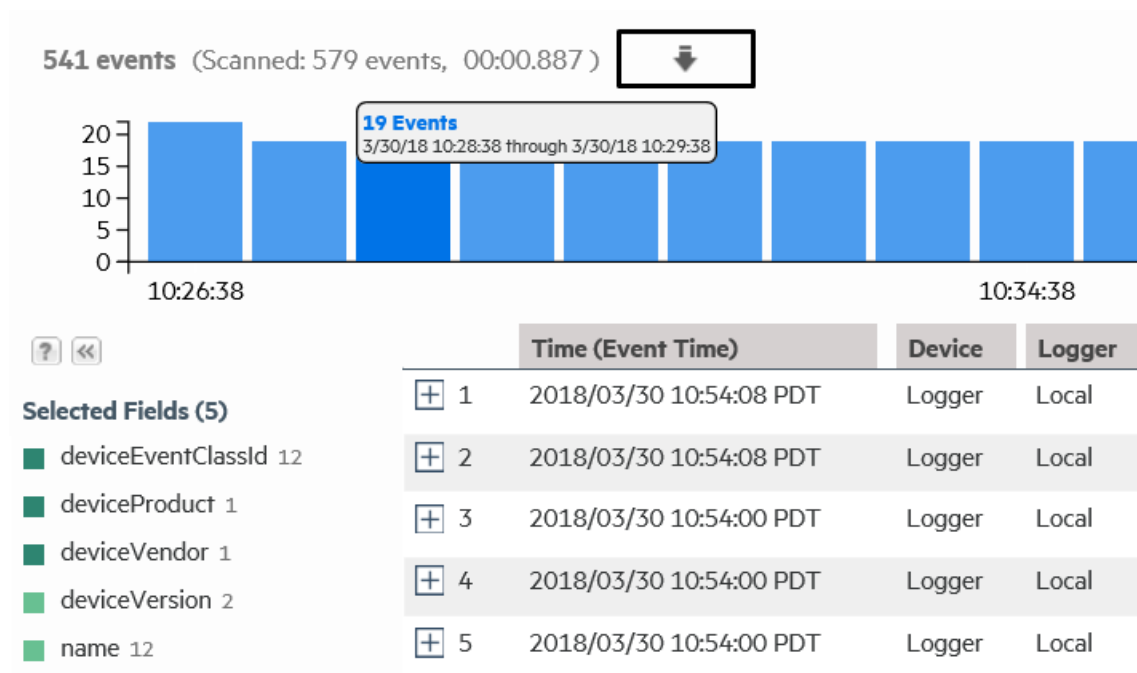 541 events (Scanned: 579 events, 00:00.887 )
19 Events
3/30/18 10:28:38 through 3/30/18 10:29:38
20
15
10
5
0
10:26:38 10:34:38
? «
Time (Event Time) Device Logger
Selected Fields (5)
deviceEventClassId 12
deviceProduct 1
deviceVendor 1
deviceVersion 2
name 12
1 2018/03/30 10:54:08 PDT Logger Local
2 2018/03/30 10:54:08 PDT Logger Local
3 2018/03/30 10:54:00 PDT Logger Local
4 2018/03/30 10:54:00 PDT Logger Local
5 2018/03/30 10:54:00 PDT Logger Local